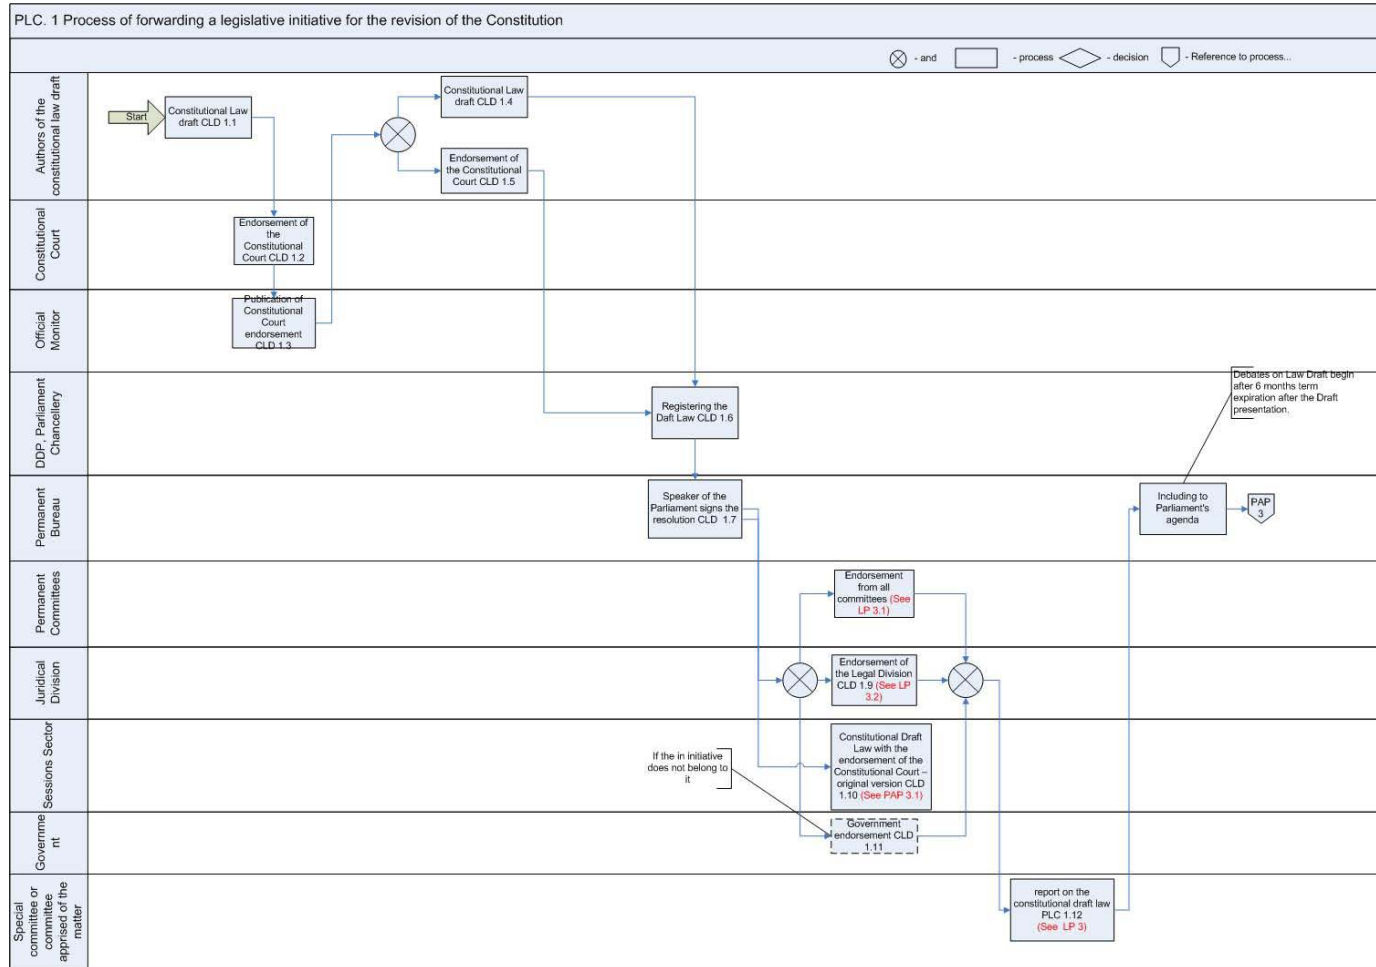 PLC. 1 Process of forwarding a legislative initiative for the revision of the Constitution
- and
- process
- decision
- Reference to process...
Authors of the
constitutional law draft
Start
Constitutional Law
draft CLD 1.1
Constitutional Law
draft CLD 1.4
Endorsement of
the Constitutional
Court CLD 1.5
Constitutional
Court
Endorsement of
the
Constitutional
Court CLD 1.2
Official
Monitor
Publication of
Constitutional
Court
endorsement
CLD 1.3
DDP, Parliament
Chancellery
Registering the
Daft Law CLD 1.6
Debates on Law Draft begin
after 6 months term
expiration after the Draft
presentation.
Permanent
Bureau
Speaker of the
Parliament signs the
resolution CLD 1.7
Including to
Parliament's
agenda
PAP
3
Permanent
Committees
Endorsement
from all
committees (See
LP 3.1)
Juridical
Division
Endorsement of
the Legal Division
CLD 1.9 (See LP
3.2)
Sessions Sector
If the in initiative
does not belong to
it
Constitutional Draft
Law with the
endorsement of the
Constitutional Court –
original version CLD
1.10 (See PAP 3.1)
Governme
nt
Government
endorsement CLD
1.11
Special
committee or
committee
apprised of the
matter
report on the
constitutional draft law
PLC 1.12
(See LP 3)